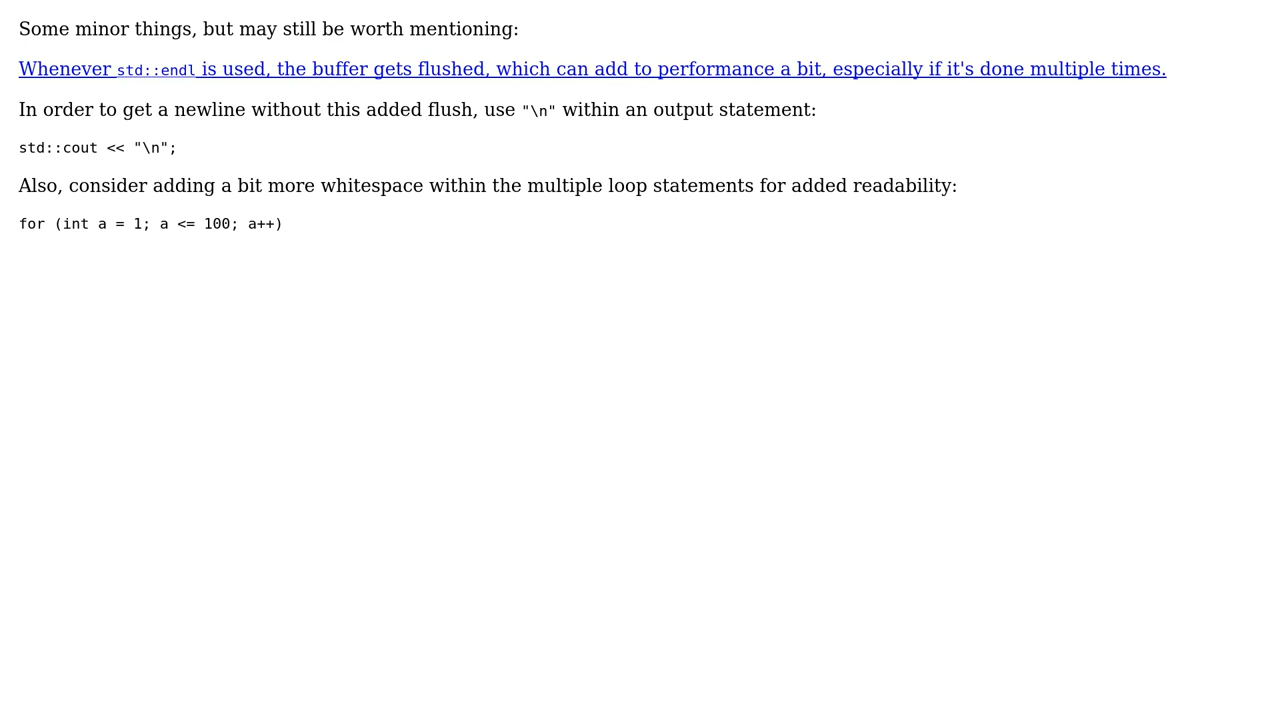 Some minor things, but may still be worth mentioning:
Whenever std::endl is used, the buffer gets flushed, which can add to performance a bit, especially if it's done multiple times.
In order to get a newline without this added flush, use "\n" within an output statement:
std::cout << "\n";
Also, consider adding a bit more whitespace within the multiple loop statements for added readability:
for (int a = 1; a <= 100; a++)